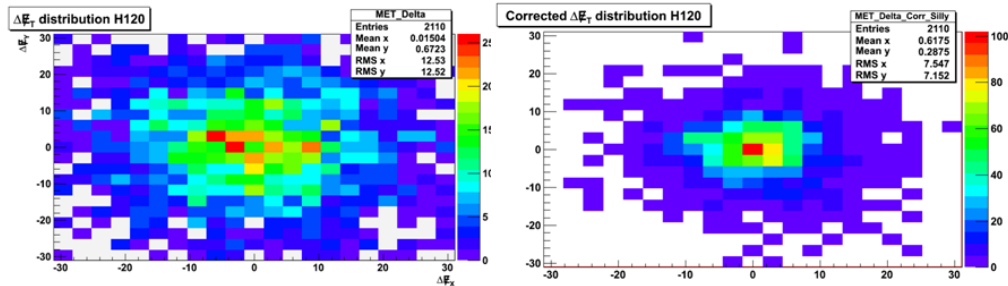 ΔE̸T distribution H120
MET_Delta
Entries 2110
Mean x 0.01504
Mean y 0.6723
RMS x 12.53
RMS y 12.52
ΔE̸Y
30
20
10
0
-10
-20
-30
-30 -20 -10 0 10 20 30
ΔE̸X
25
20
15
10
5
0
Corrected ΔE̸T distribution H120
MET_Delta_Corr_Silly
Entries 2110
Mean x 0.6175
Mean y 0.2875
RMS x 7.547
RMS y 7.152
30
20
10
0
-10
-20
-30
-30 -20 -10 0 10 20 30
100
80
60
40
20
0